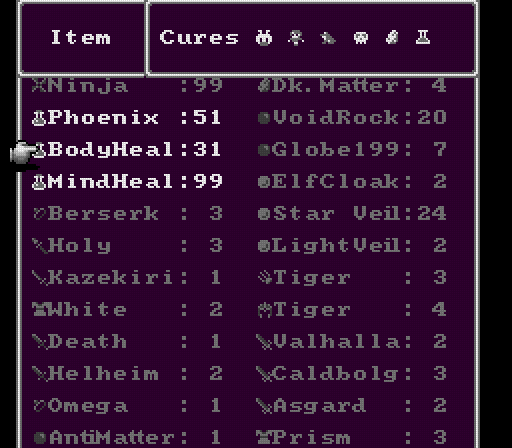 Item Cures
Ninja :99 Dk.Matter: 4
Phoenix :51 VoidRock:20
BodyHeal:31 Globe199: 7
MindHeal:99 ElfCloak: 2
Berserk : 3 Star Veil:24
Holy : 3 LightVeil: 2
Kazekiri: 1 Tiger : 3
White : 2 Tiger : 4
Death : 1 Valhalla: 2
Helheim : 2 Caldbolg: 3
Omega : 1 Asgard : 2
AntiMatter: 1 Prism : 3